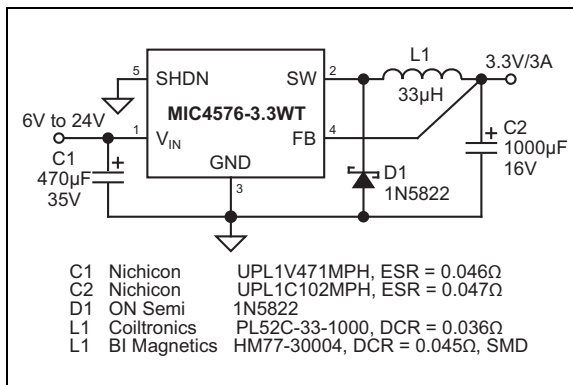 L1
3.3V/3A
5 SHDN
SW 2
33µH
MIC4576-3.3WT
6V to 24V
1 VIN
FB 4
C2
1000µF
16V
C1
470µF
35V
GND
3
D1
1N5822
C1 Nichicon UPL1V471MPH, ESR = 0.046Ω
C2 Nichicon UPL1C102MPH, ESR = 0.047Ω
D1 ON Semi 1N5822
L1 Coiltronics PL52C-33-1000, DCR = 0.036Ω
L1 BI Magnetics HM77-30004, DCR = 0.045Ω, SMD